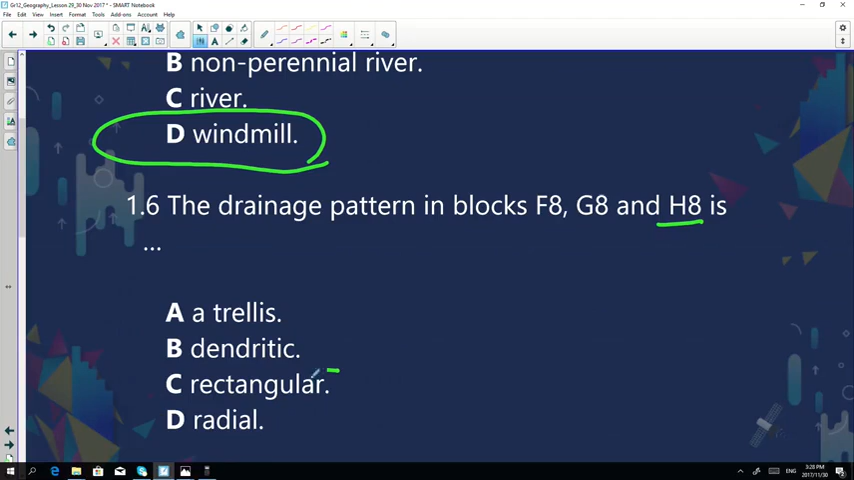 Gr12_Geography_Lesson 29_30 Nov 2017 * - SMART Notebook
File Edit View Insert Format Tools Add-ons Account Help
B non-perennial river.
C river.
D windmill.
1.6 The drainage pattern in blocks F8, G8 and H8 is
...
A a trellis.
B dendritic.
C rectangular.
D radial.
ENG
3:28 PM
2017/11/30